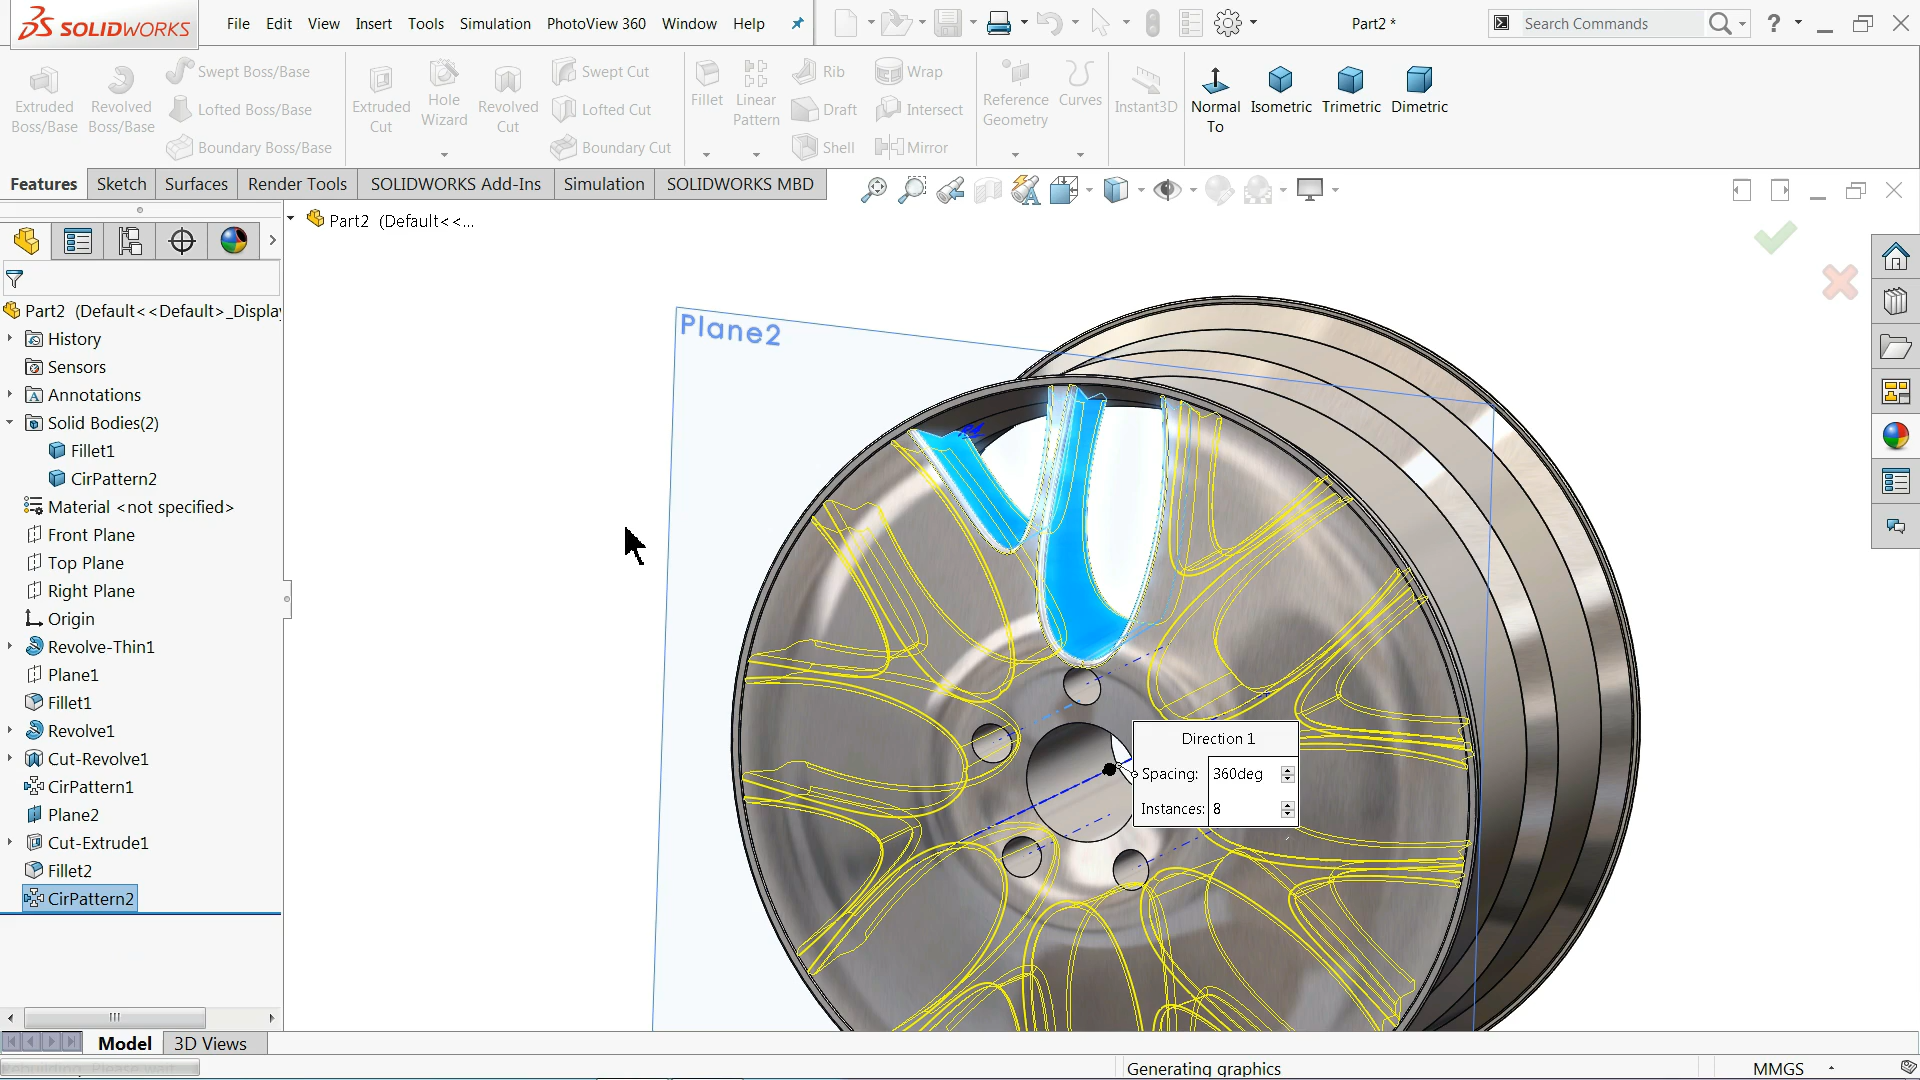 SOLIDWORKS
File Edit View Insert Tools Simulation PhotoView 360 Window Help
Part2 *
Search Commands
?
Extruded Boss/Base
Revolved Boss/Base
Swept Boss/Base
Lofted Boss/Base
Boundary Boss/Base
Extruded Cut
Hole Wizard
Revolved Cut
Swept Cut
Lofted Cut
Boundary Cut
Fillet
Linear Pattern
Rib
Draft
Shell
Wrap
Intersect
Mirror
Reference Geometry
Curves
Instant3D
Normal To
Isometric
Trimetric
Dimetric
Features Sketch Surfaces Render Tools SOLIDWORKS Add-Ins Simulation SOLIDWORKS MBD
Part2 (Default<<...
Part2 (Default<<Default>_Displa
History
Sensors
Annotations
Solid Bodies(2)
Fillet1
CirPattern2
Material <not specified>
Front Plane
Top Plane
Right Plane
Origin
Revolve-Thin1
Plane1
Fillet1
Revolve1
Cut-Revolve1
CirPattern1
Plane2
Cut-Extrude1
Fillet2
CirPattern2
Plane2
Direction 1
Spacing: 360deg
Instances: 8
Model 3D Views
Generating graphics
MMGS